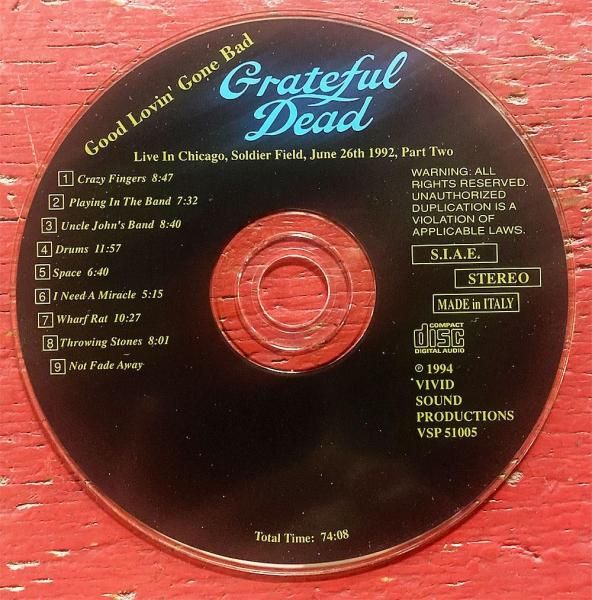 Good Lovin' Gone Bad
Grateful
Dead
Live In Chicago, Soldier Field, June 26th 1992, Part Two
1 Crazy Fingers 8:47
2 Playing In The Band 7:32
3 Uncle John's Band 8:40
4 Drums 11:57
5 Space 6:40
6 I Need A Miracle 5:15
7 Wharf Rat 10:27
8 Throwing Stones 8:01
9 Not Fade Away
WARNING: ALL
RIGHTS RESERVED.
UNAUTHORIZED
DUPLICATION IS A
VIOLATION OF
APPLICABLE LAWS.
S.I.A.E.
STEREO
MADE in ITALY
COMPACT
disc
DIGITAL AUDIO
℗ 1994
VIVID
SOUND
PRODUCTIONS
VSP 51005
Total Time: 74:08